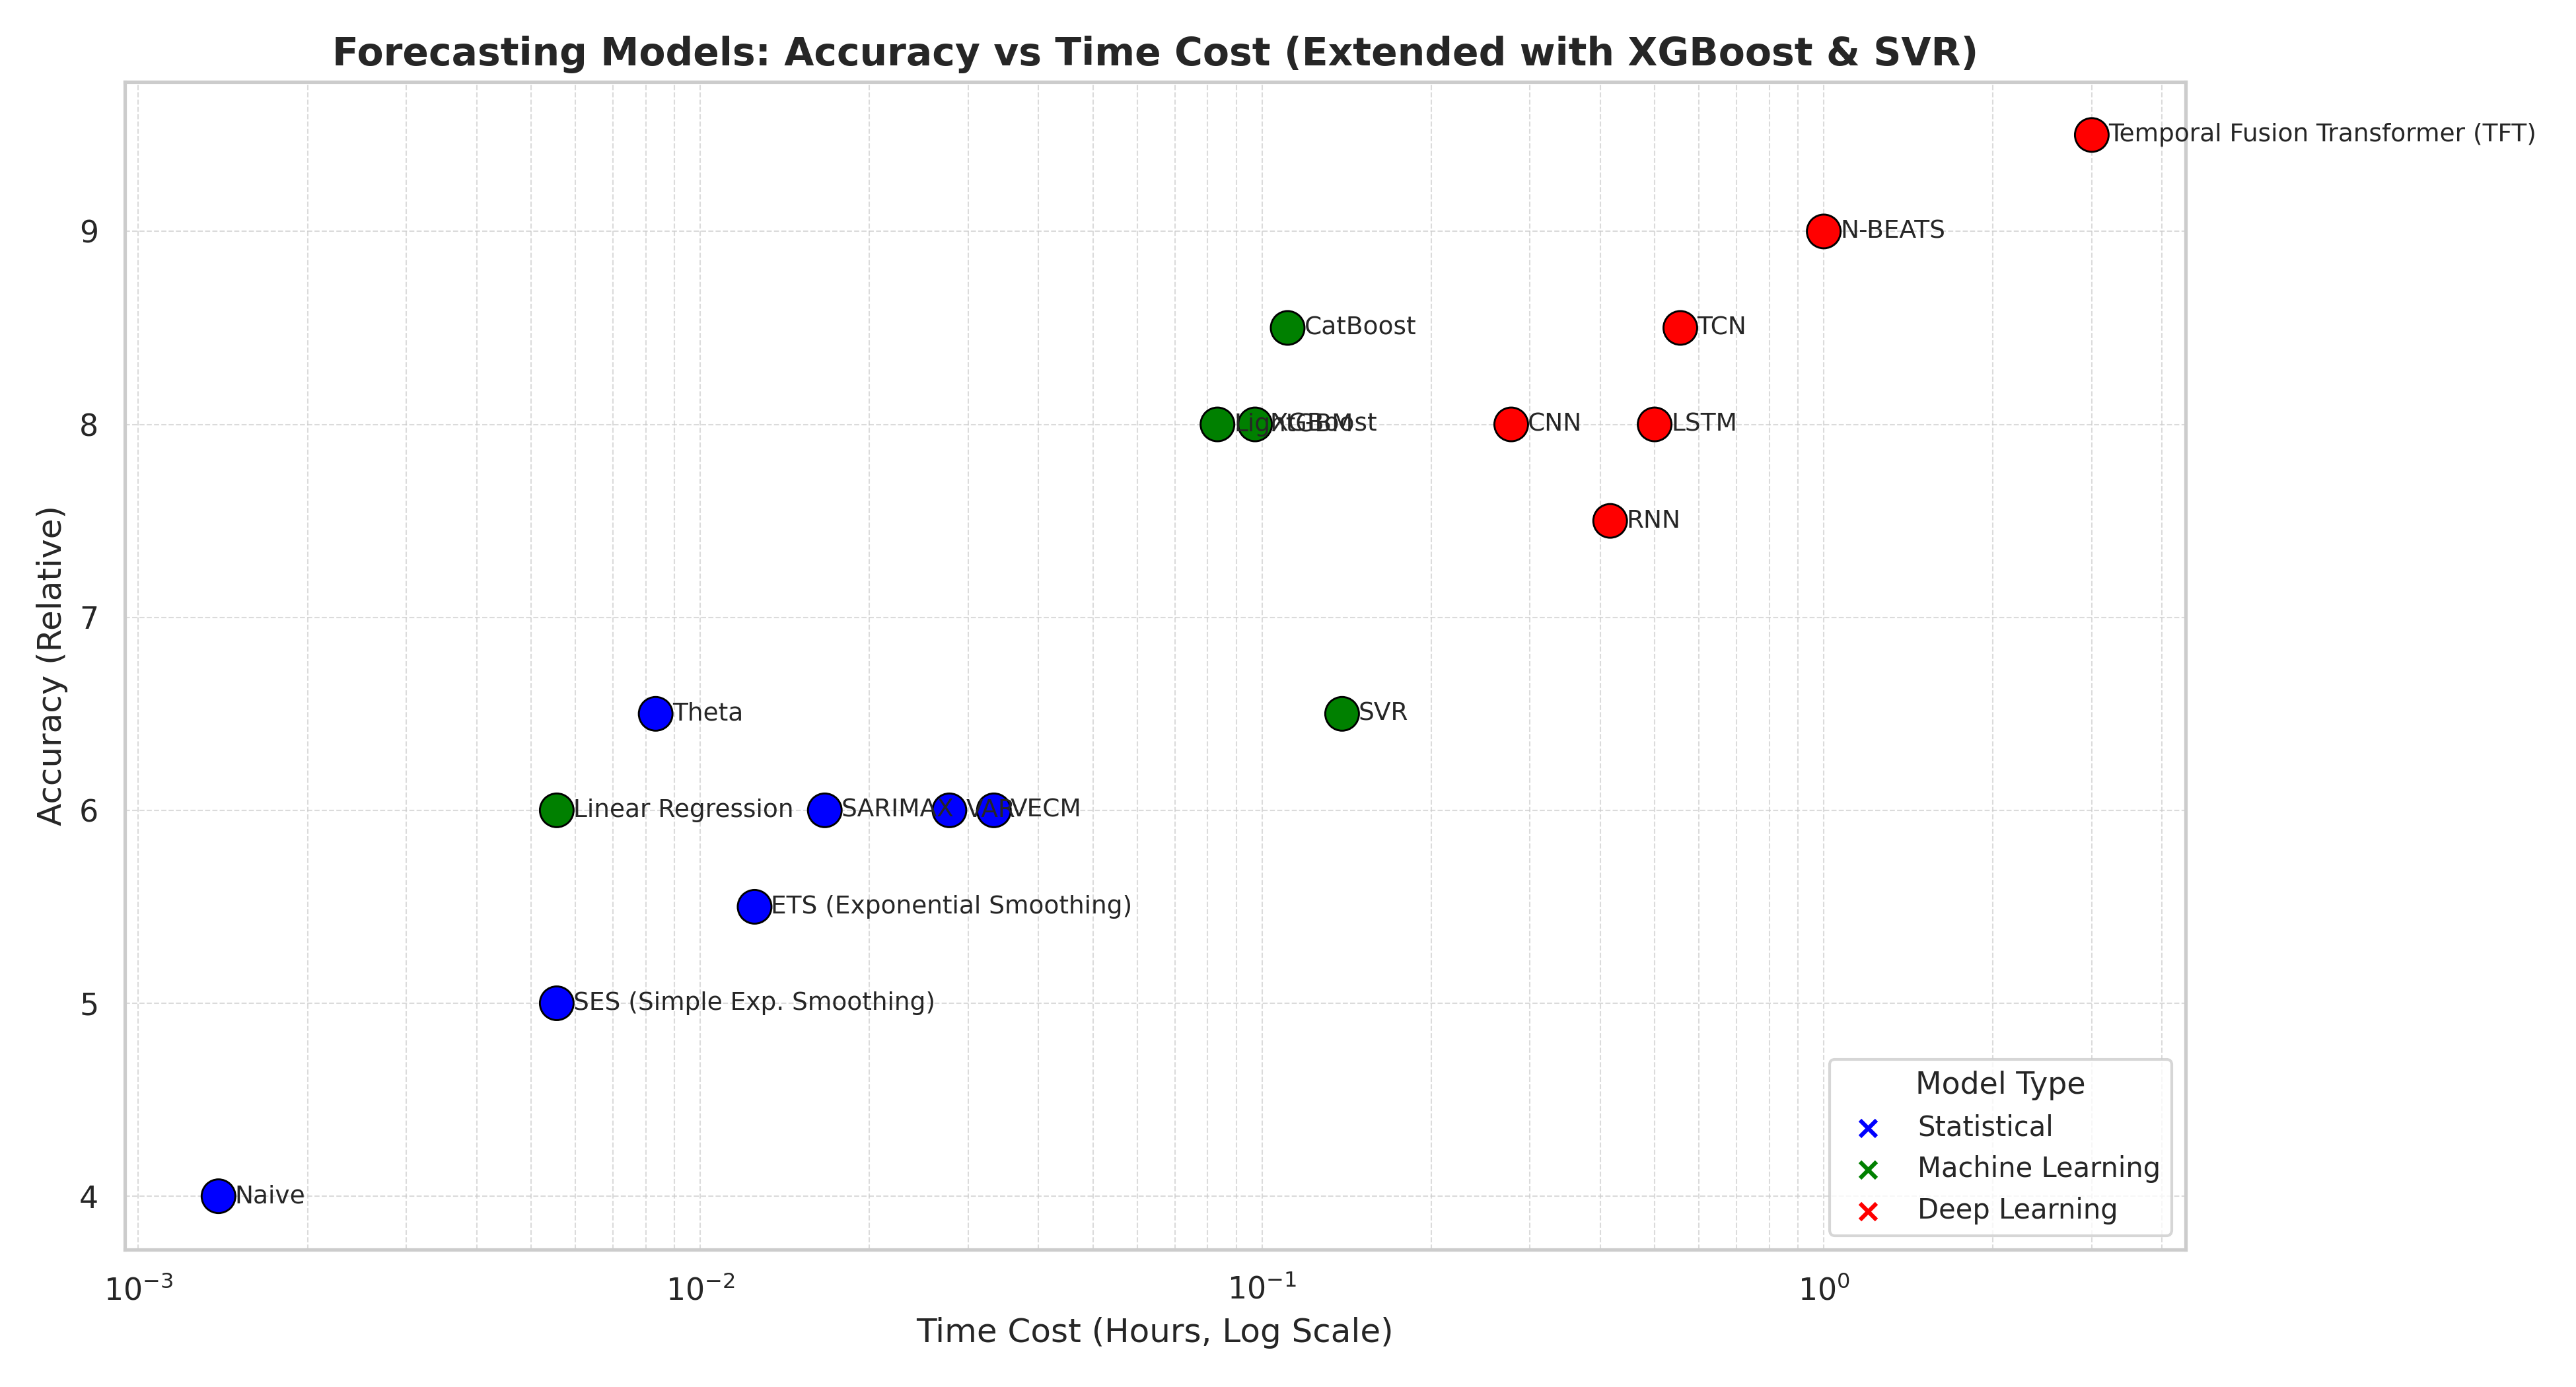 Forecasting Models: Accuracy vs Time Cost (Extended with XGBoost & SVR)
Accuracy (Relative)
9
8
7
6
5
4
Temporal Fusion Transformer (TFT)
N-BEATS
CatBoost
TCN
LightGBM
XGBoost
CNN
LSTM
RNN
Theta
SVR
Linear Regression
SARIMAX
VAR
VECM
ETS (Exponential Smoothing)
SES (Simple Exp. Smoothing)
Naive
Model Type
Statistical
Machine Learning
Deep Learning
10⁻³
10⁻²
10⁻¹
10⁰
Time Cost (Hours, Log Scale)